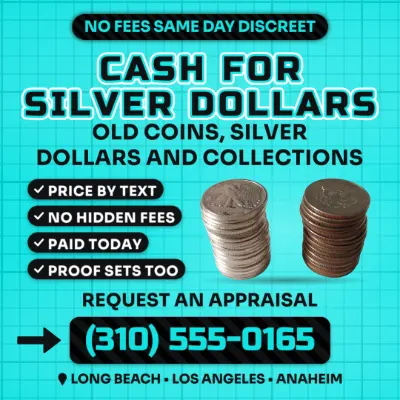 NO FEES SAME DAY DISCREET
CASH FOR
SILVER DOLLARS
OLD COINS, SILVER
DOLLARS AND COLLECTIONS
PRICE BY TEXT
NO HIDDEN FEES
PAID TODAY
PROOF SETS TOO
REQUEST AN APPRAISAL
(310) 555-0165
LONG BEACH • LOS ANGELES • ANAHEIM